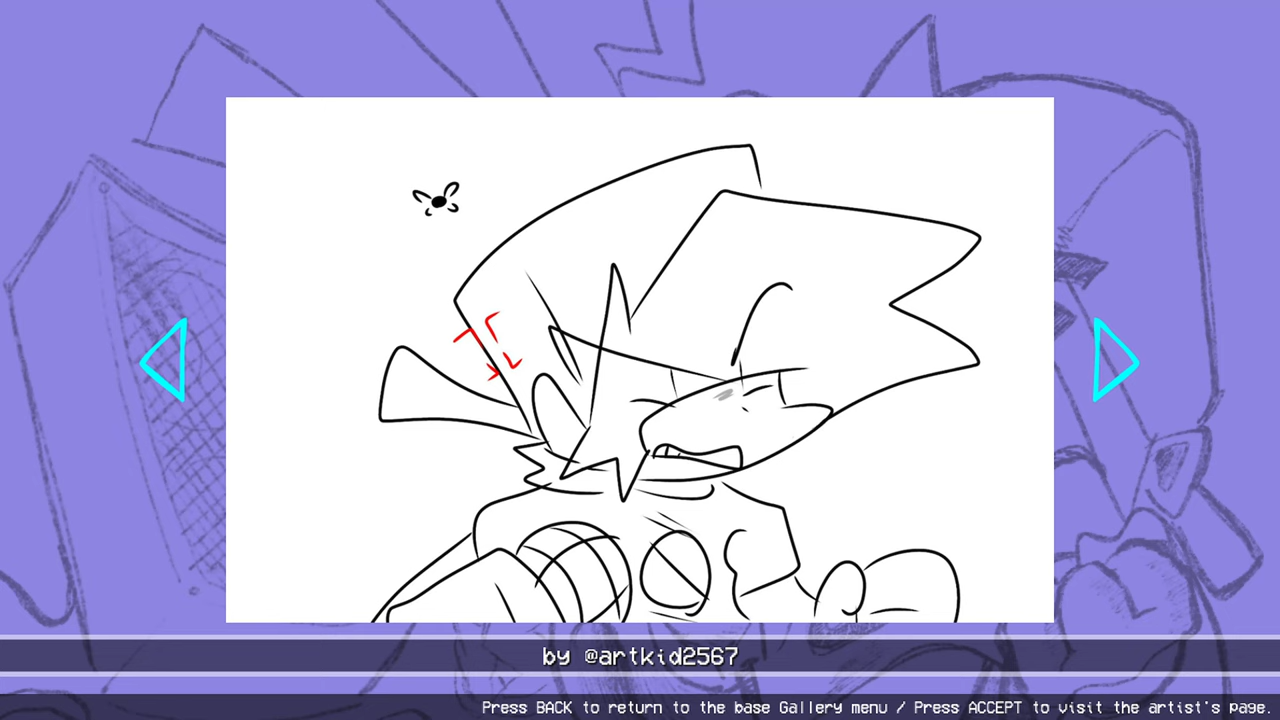 by @artkid2567
Press BACK to return to the base Gallery menu / Press ACCEPT to visit the artist's page.